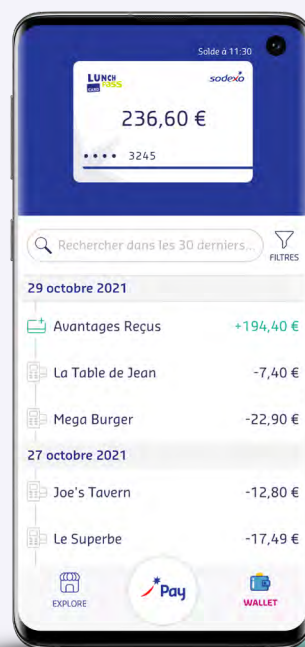 Solde à 11:30
LUNCH
CARD PASS
sodexo
236,60 €
•••• 3245
Rechercher dans les 30 derniers...
FILTRES
29 octobre 2021
Avantages Reçus +194,40 €
La Table de Jean -7,40 €
Mega Burger -22,90 €
27 octobre 2021
Joe's Tavern -12,80 €
Le Superbe -17,49 €
EXPLORE
Pay
WALLET